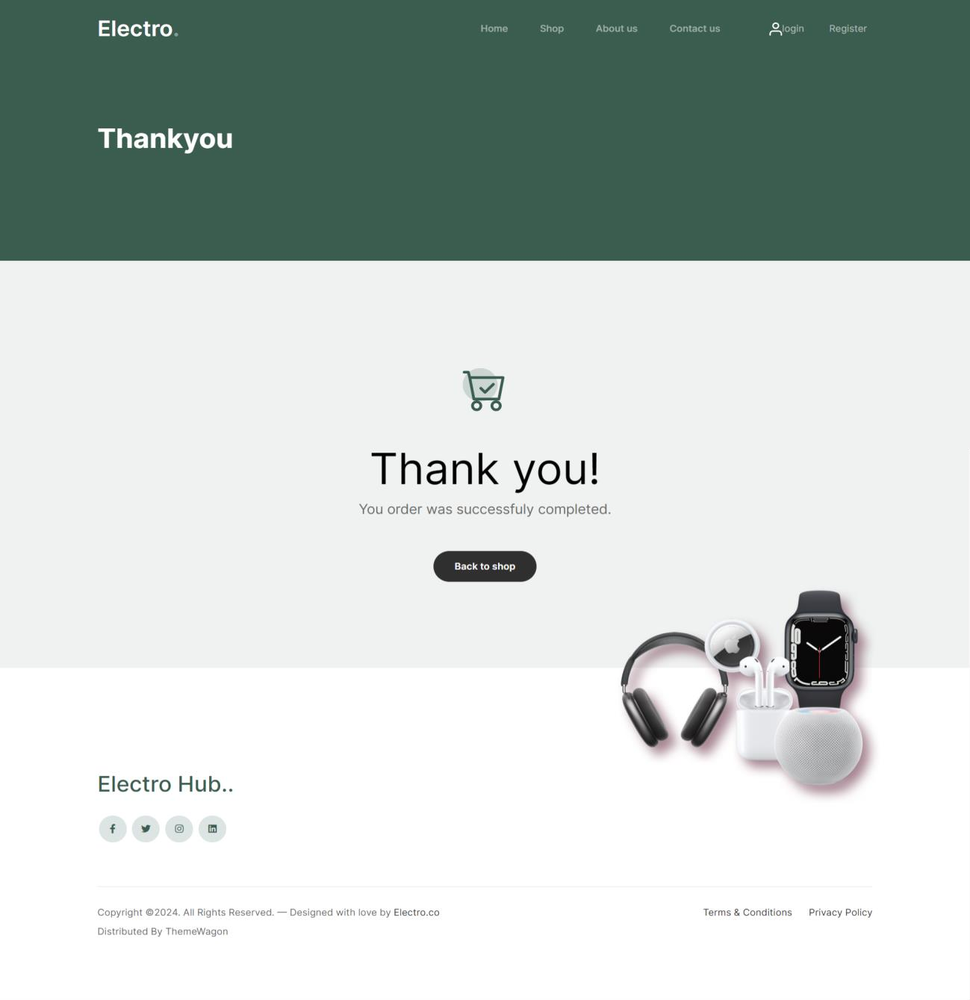 Electro.
Home Shop About us Contact us login Register
Thankyou
Thank you!
You order was successfuly completed.
Back to shop
Electro Hub..
Copyright ©2024. All Rights Reserved. — Designed with love by Electro.co
Terms & Conditions Privacy Policy
Distributed By ThemeWagon